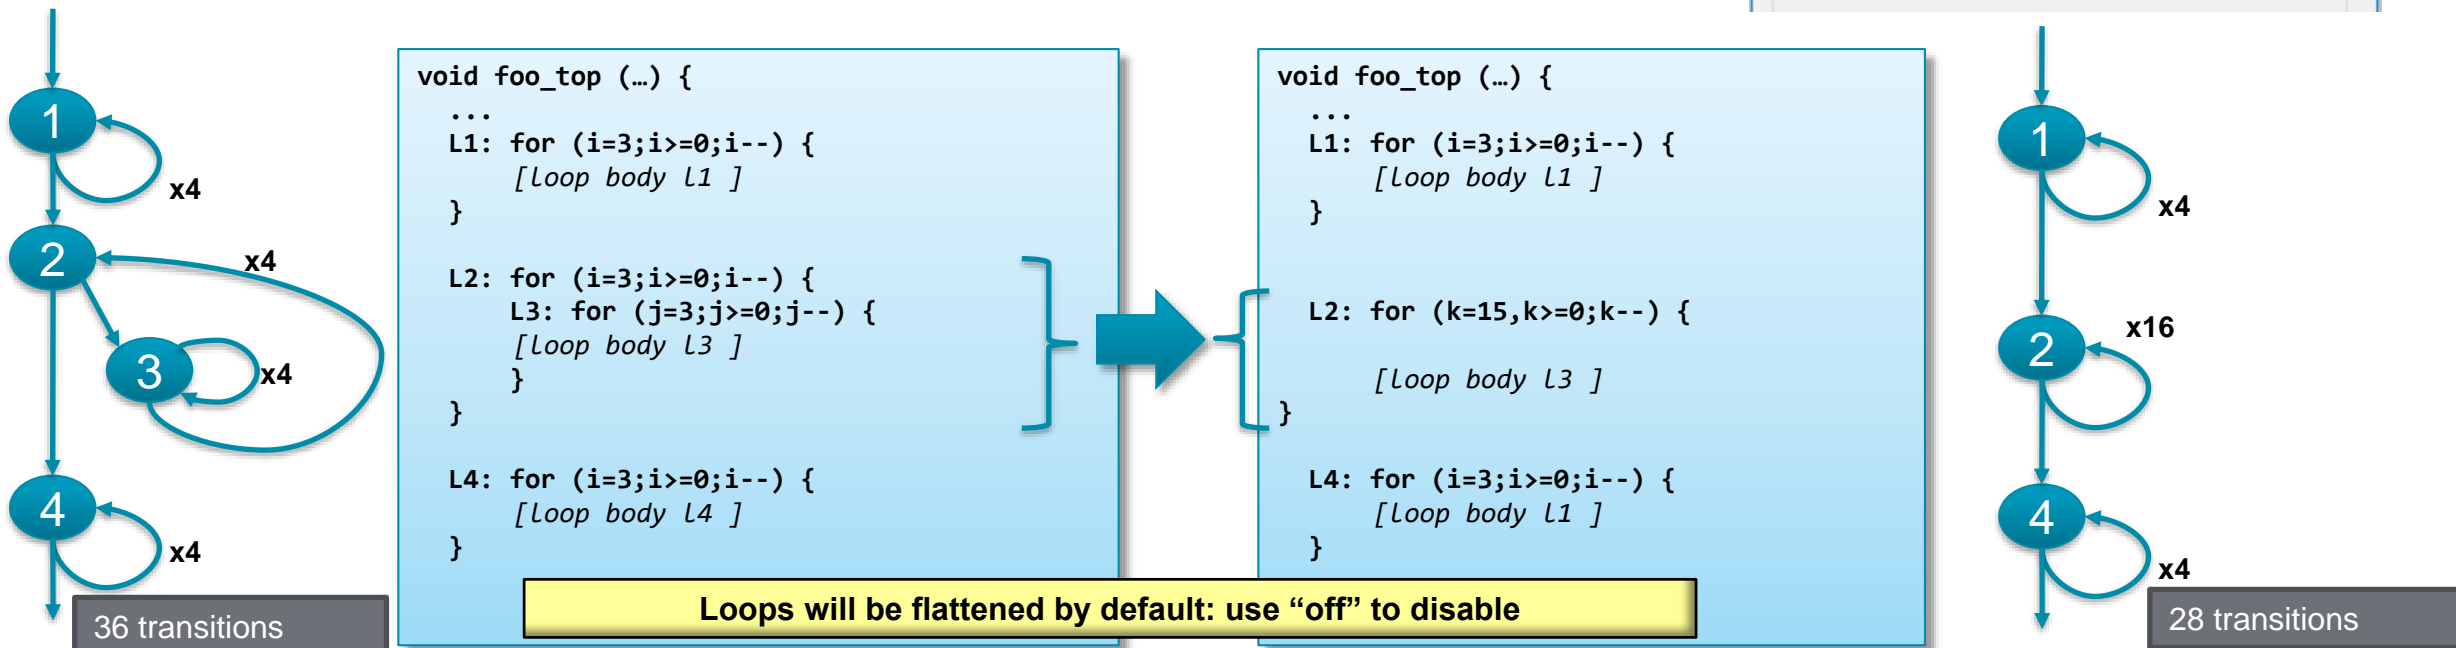 1
x4
2
x4
3
x4
4
x4
36 transitions
void foo_top (…) {
...
L1: for (i=3;i>=0;i--) {
[loop body l1 ]
}
L2: for (i=3;i>=0;i--) {
L3: for (j=3;j>=0;j--) {
[loop body l3 ]
}
}
L4: for (i=3;i>=0;i--) {
[loop body l4 ]
}
void foo_top (…) {
...
L1: for (i=3;i>=0;i--) {
[loop body l1 ]
}
L2: for (k=15,k>=0;k--) {
[loop body l3 ]
}
L4: for (i=3;i>=0;i--) {
[loop body l1 ]
}
Loops will be flattened by default: use “off” to disable
1
x4
x16
2
4
x4
28 transitions